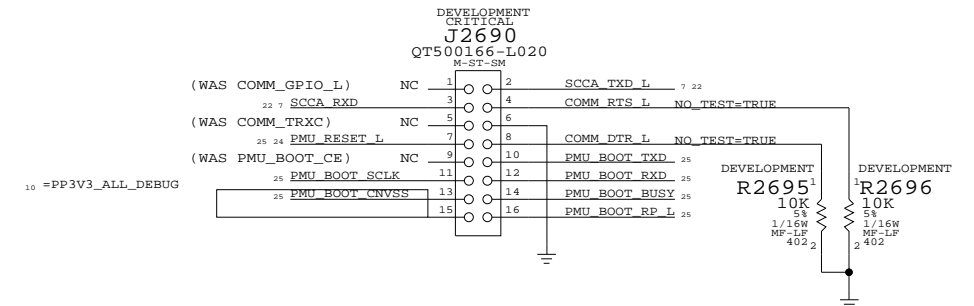 DEVELOPMENT
CRITICAL
J2690
QT500166-L020
M-ST-SM
(WAS COMM_GPIO_L) NC 1 2 SCCA_TXD_L 7 22
22 7 SCCA_RXD 3 4 COMM_RTS_L NO_TEST=TRUE
(WAS COMM_TRXC) NC 5 6
25 24 PMU_RESET_L 7 8 COMM_DTR_L NO_TEST=TRUE
(WAS PMU_BOOT_CE) NC 9 10 PMU_BOOT_TXD 25
25 PMU_BOOT_SCLK 11 12 PMU_BOOT_RXD 25
10 =PP3V3_ALL_DEBUG
25 PMU_BOOT_CNVSS 13 14 PMU_BOOT_BUSY 25
15 16 PMU_BOOT_RP_L 25
DEVELOPMENT
R2695 1
10K
5%
1/16W
MF-LF
402 2
DEVELOPMENT
1 R2696
10K
5%
1/16W
MF-LF
2 402